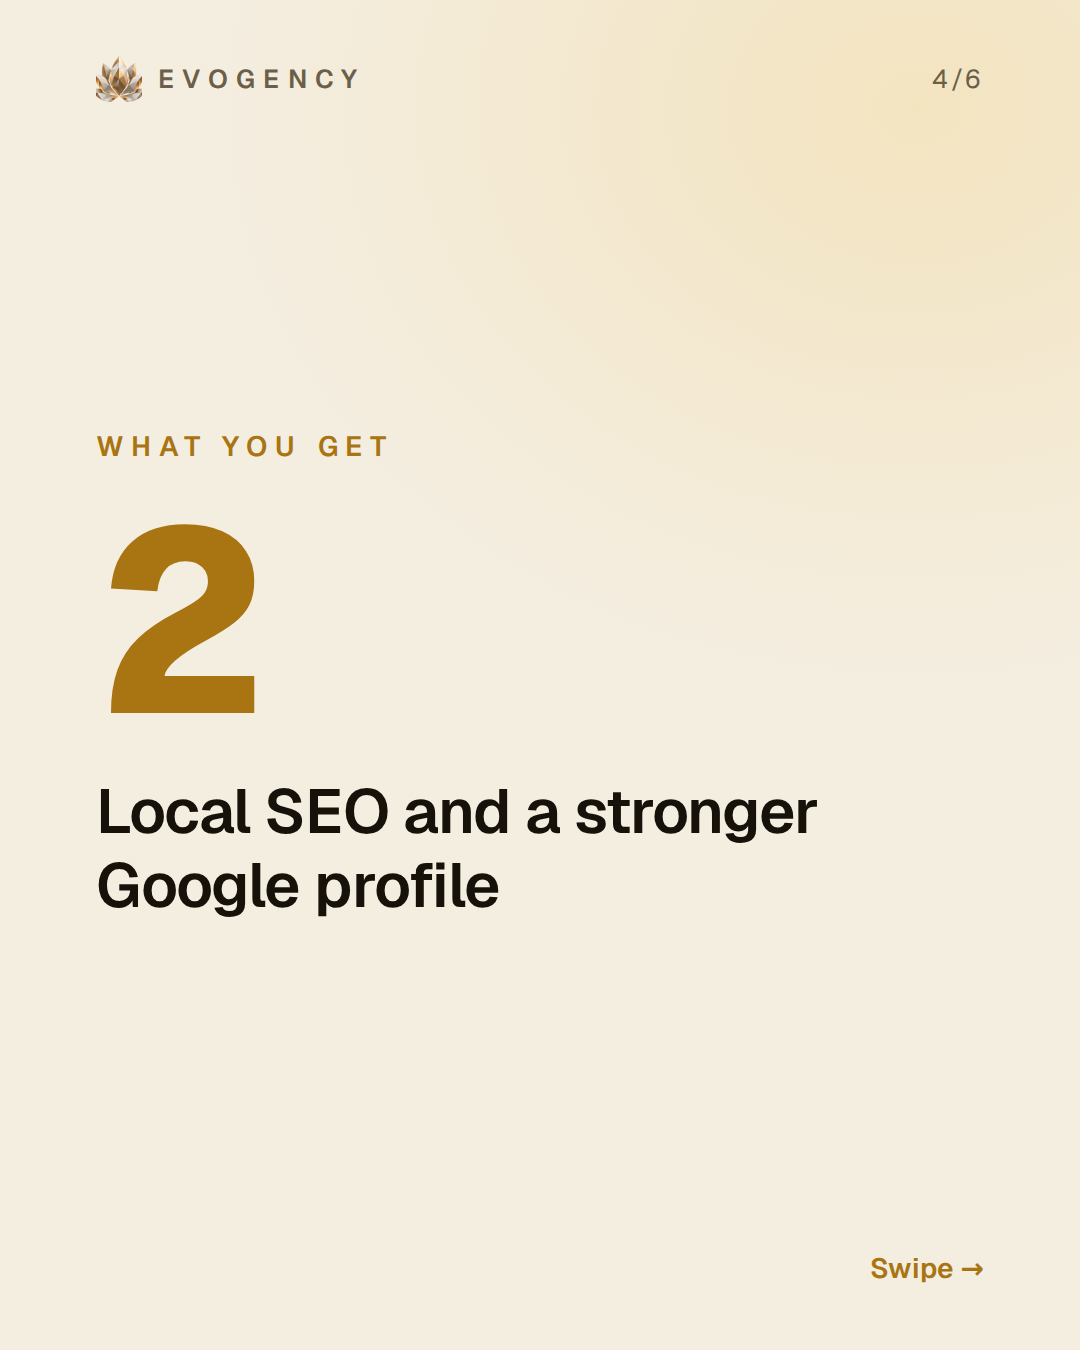 EVOGENCY
4/6
WHAT YOU GET
2
Local SEO and a stronger
Google profile
Swipe →